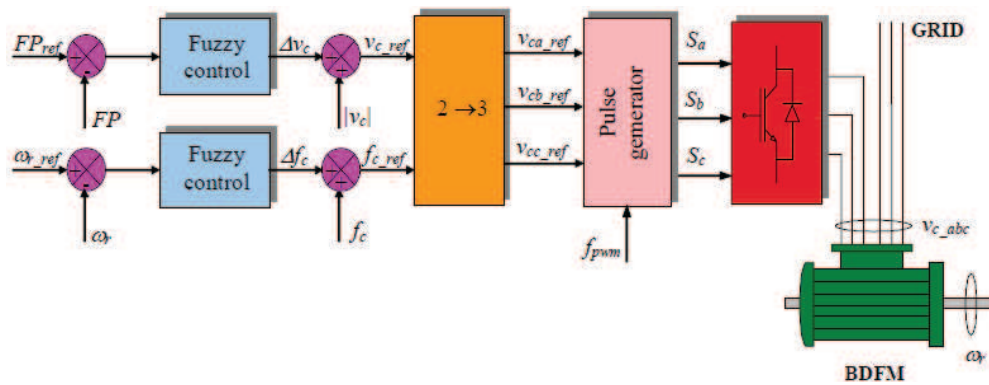 FP_ref
+
-
FP
Fuzzy
control
Δv_c
+
+
|v_c|
v_c_ref
ω_r_ref
+
-
ω_r
Fuzzy
control
Δf_c
+
+
f_c
f_c_ref
2 →3
v_ca_ref
v_cb_ref
v_cc_ref
Pulse
gemerator
f_pwm
S_a
S_b
S_c
GRID
v_c_abc
ω_r
BDFM